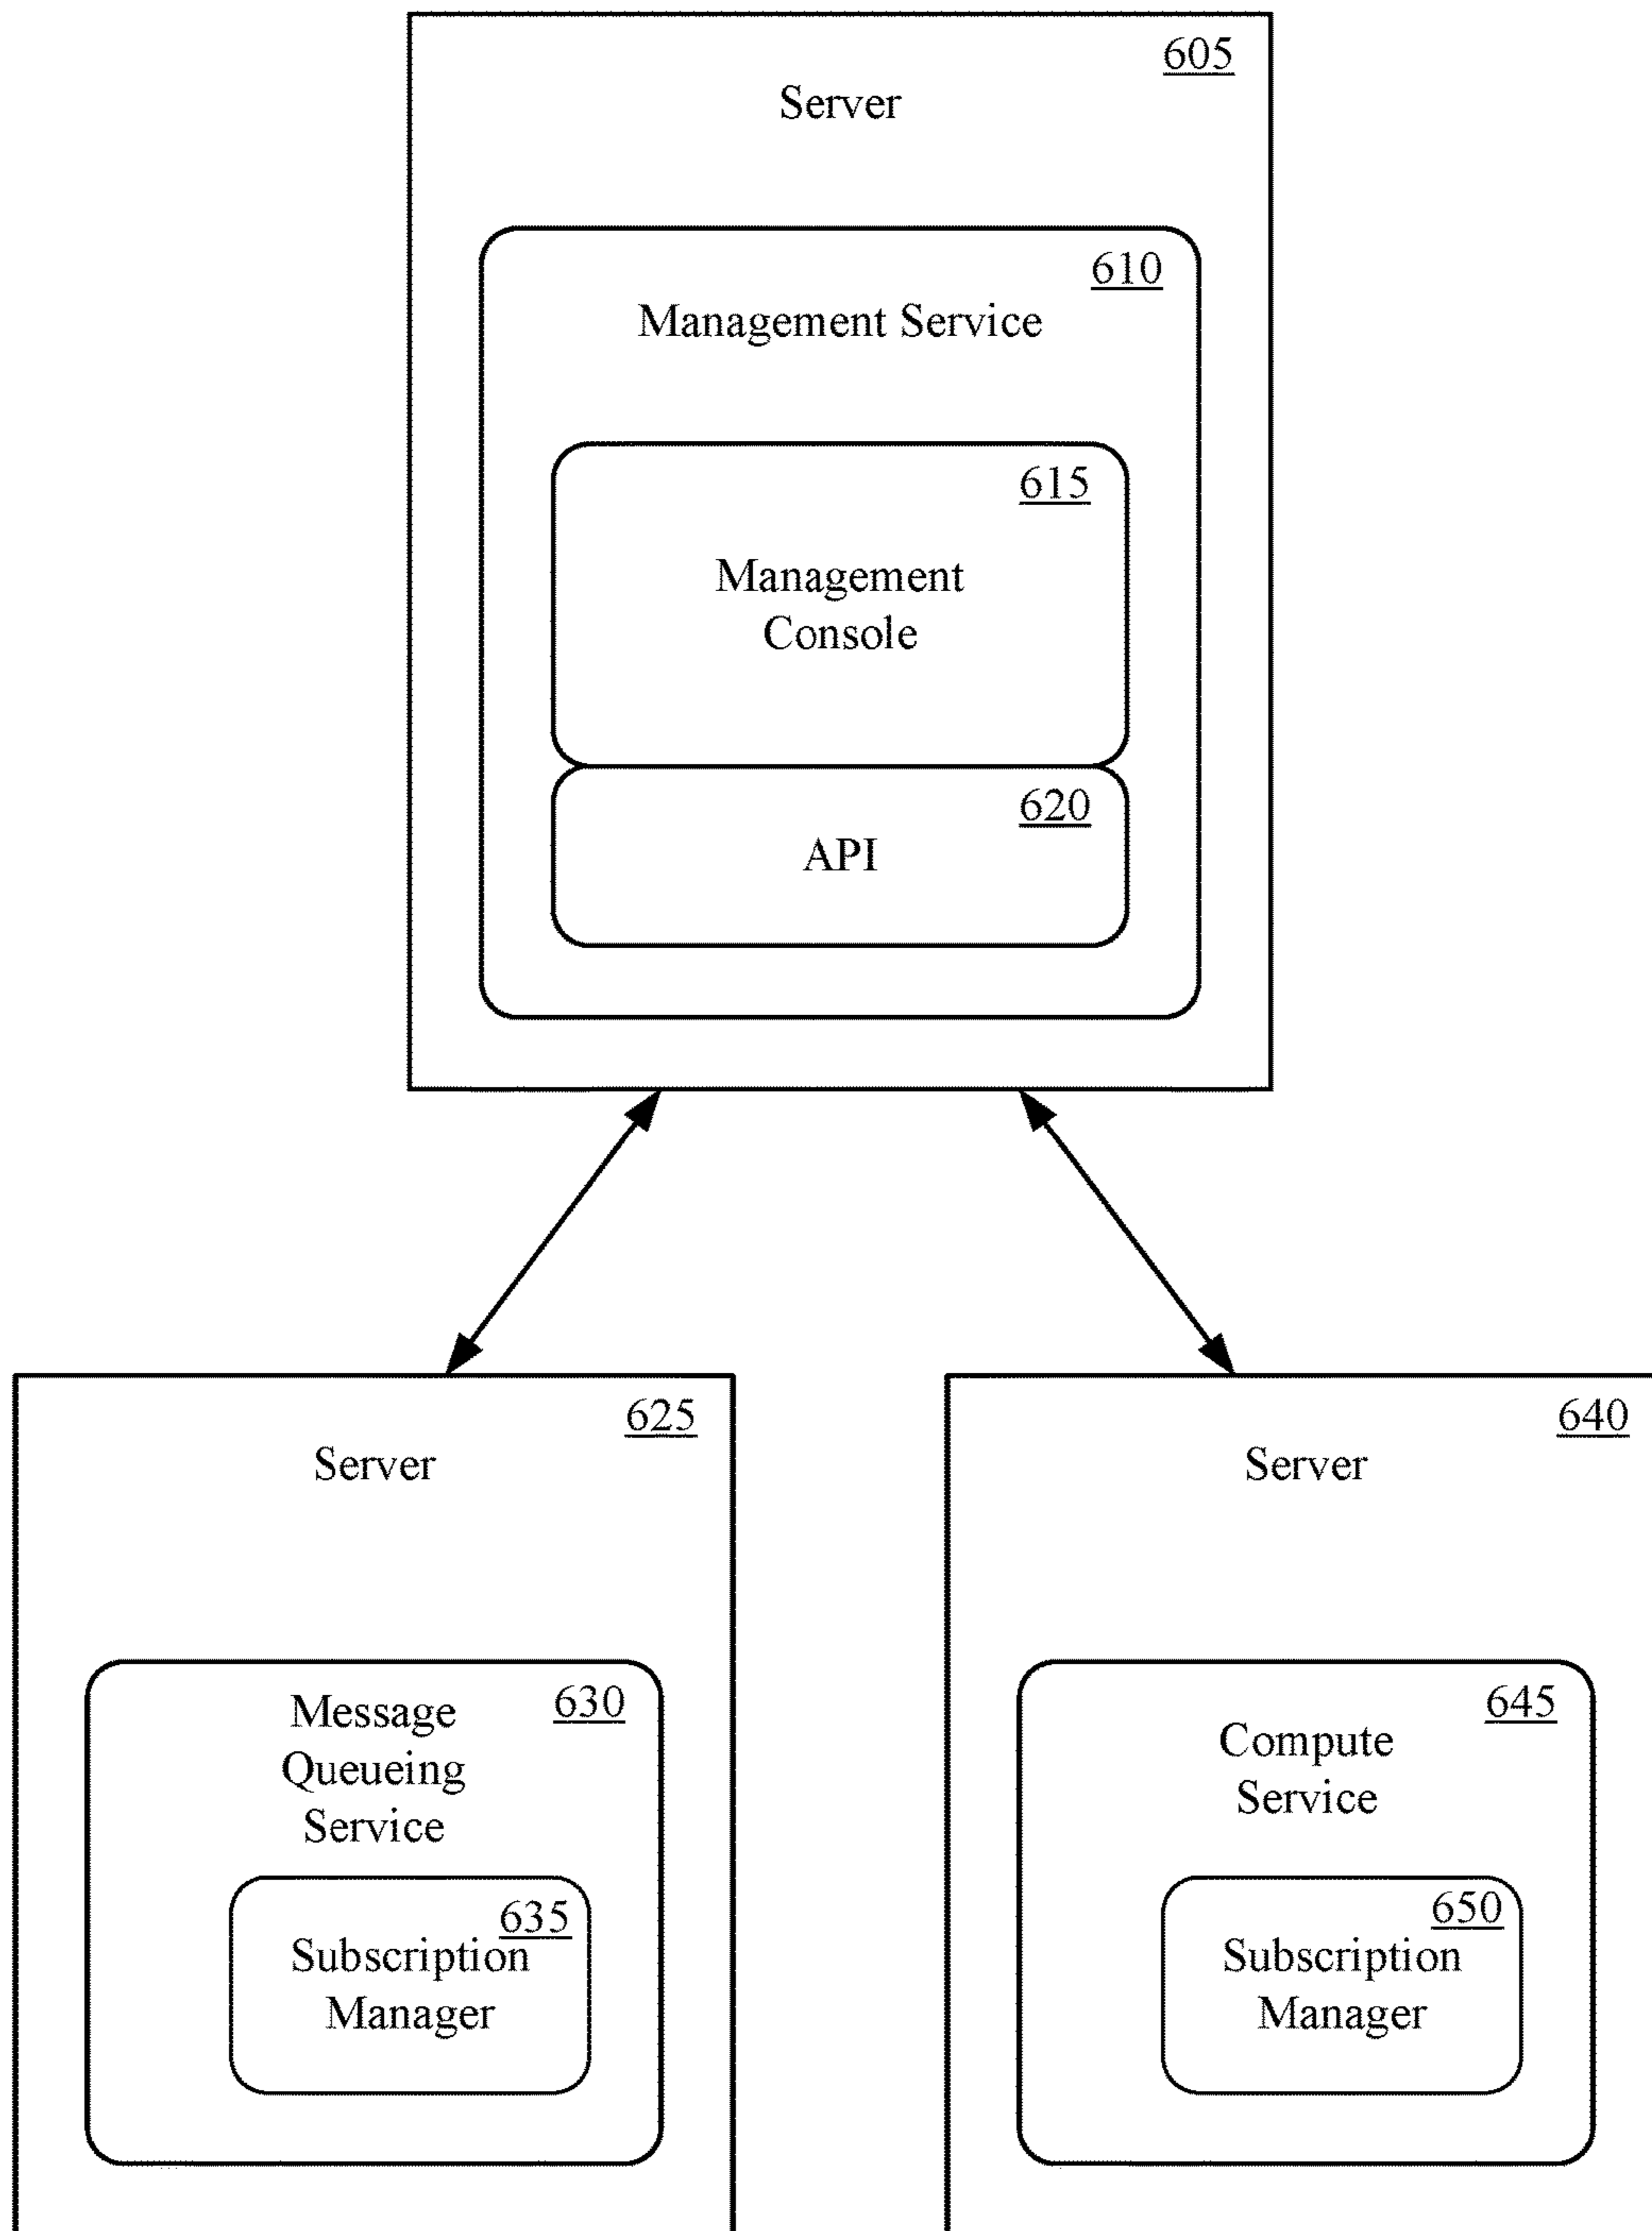 605
Server
610
Management Service
615
Management
Console
620
API
625
Server
630
Message
Queueing
Service
635
Subscription
Manager
640
Server
645
Compute
Service
650
Subscription
Manager